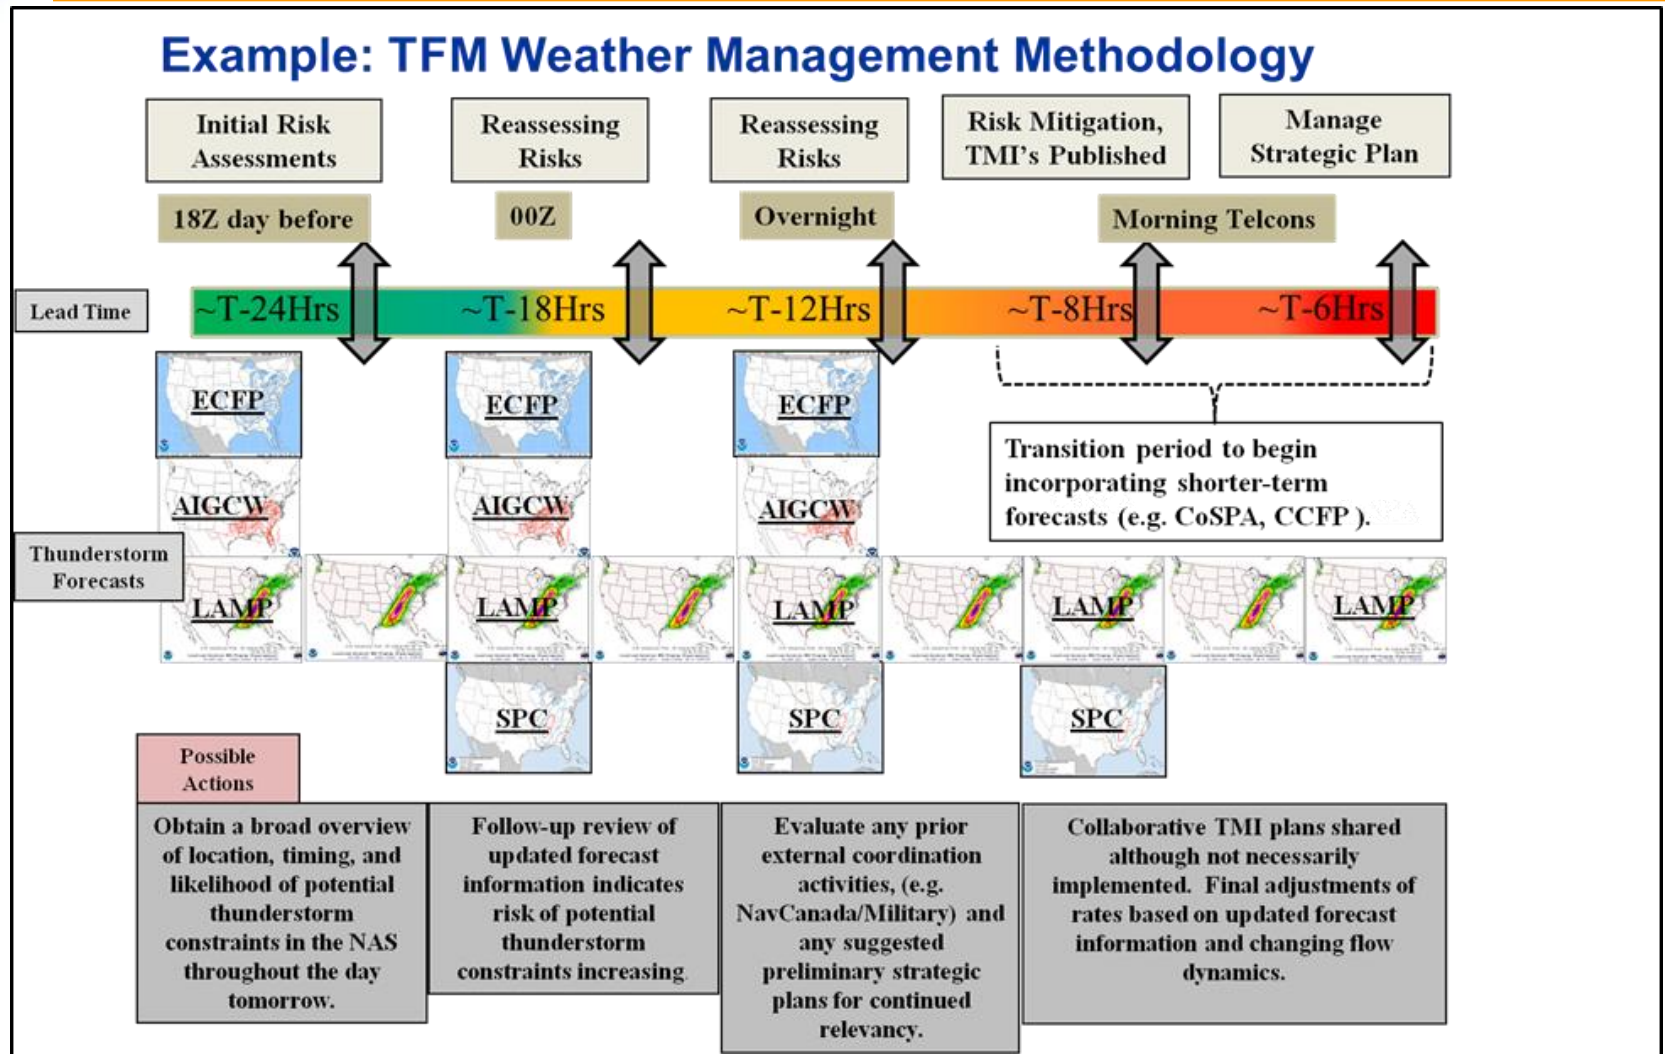 Example: TFM Weather Management Methodology
Initial Risk
Assessments
Reassessing
Risks
Reassessing
Risks
Risk Mitigation,
TMI's Published
Manage
Strategic Plan
18Z day before
00Z
Overnight
Morning Telcons
Lead Time
~T-24Hrs
~T-18Hrs
~T-12Hrs
~T-8Hrs
~T-6Hrs
ECFP
ECFP
ECFP
Transition period to begin
incorporating shorter-term
forecasts (e.g. CoSPA, CCFP ).
AIGCW
AIGCW
AIGCW
Thunderstorm
Forecasts
LAMP
LAMP
LAMP
LAMP
LAMP
SPC
SPC
SPC
Possible
Actions
Obtain a broad overview
of location, timing, and
likelihood of potential
thunderstorm
constraints in the NAS
throughout the day
tomorrow.
Follow-up review of
updated forecast
information indicates
risk of potential
thunderstorm
constraints increasing.
Evaluate any prior
external coordination
activities, (e.g.
NavCanada/Military) and
any suggested
preliminary strategic
plans for continued
relevancy.
Collaborative TMI plans shared
although not necessarily
implemented.  Final adjustments of
rates based on updated forecast
information and changing flow
dynamics.